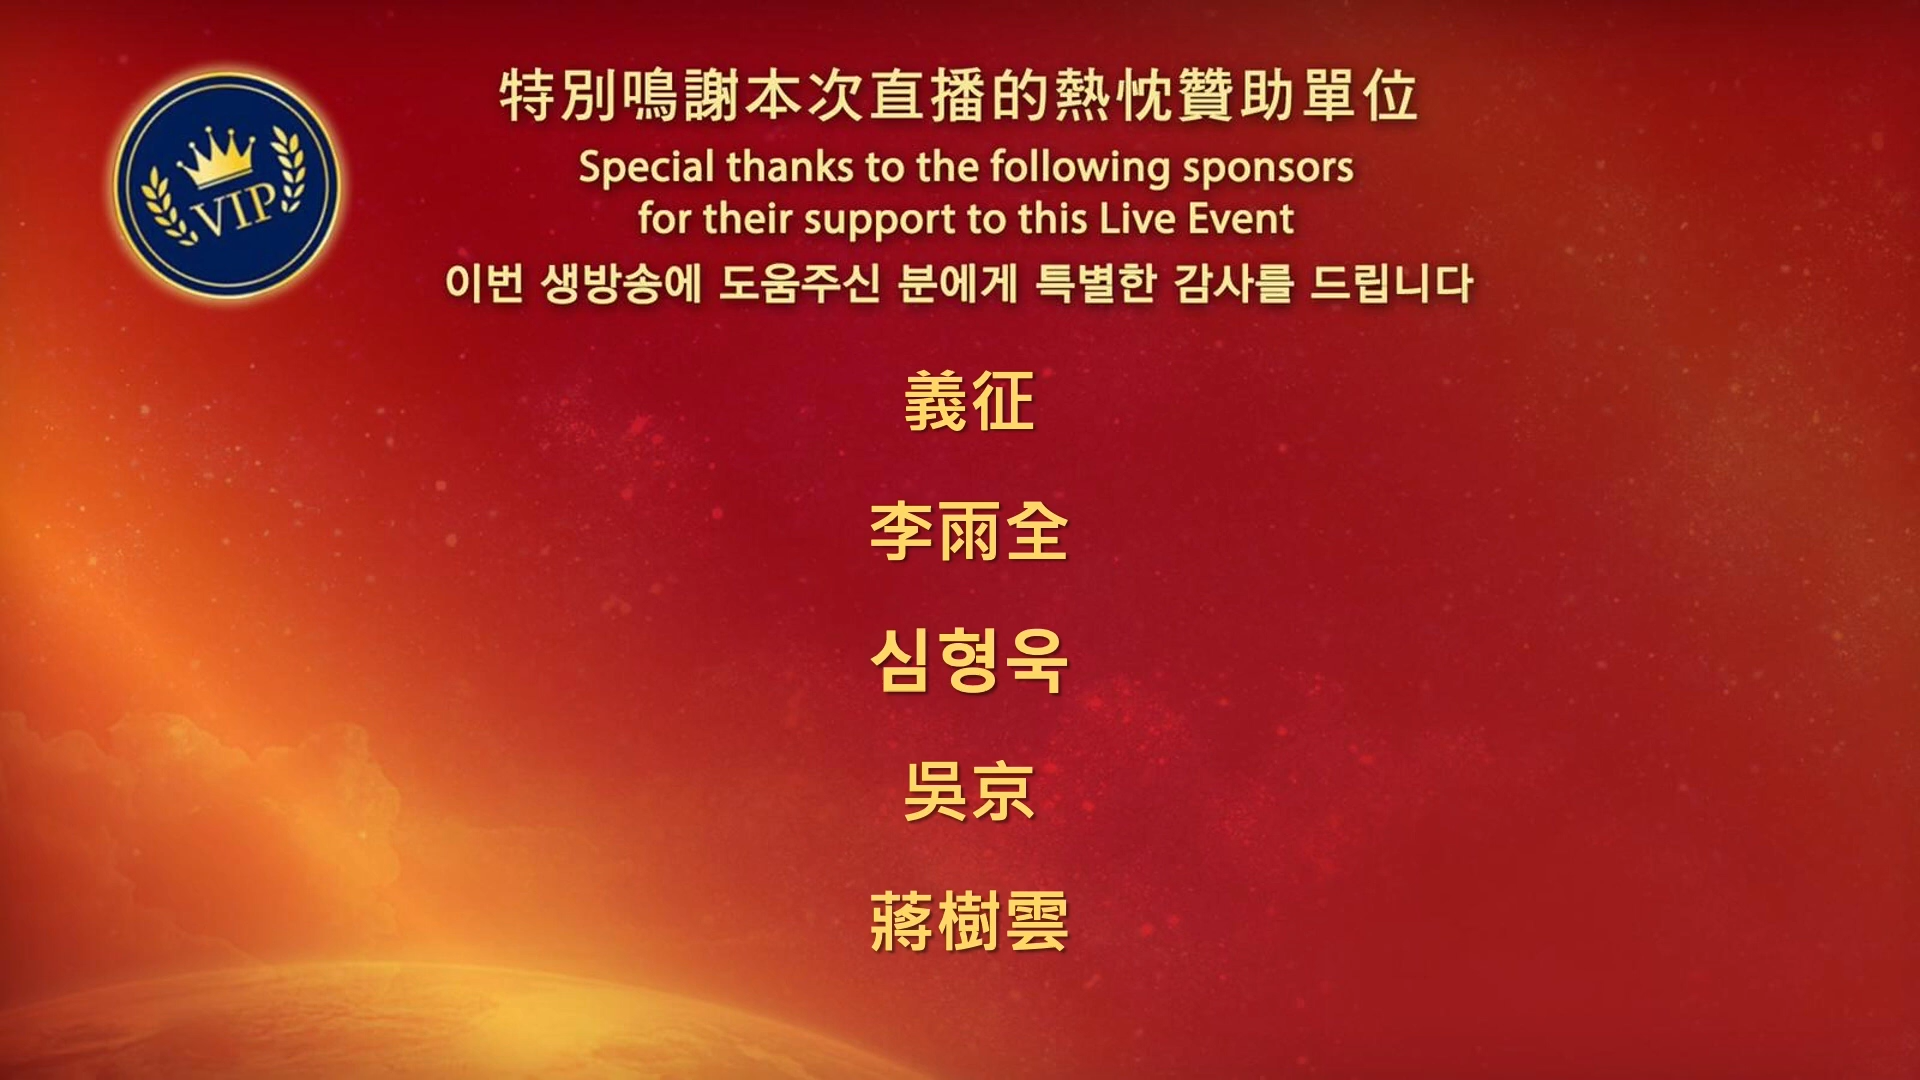 VIP
特別鳴謝本次直播的熱忱贊助單位
Special thanks to the following sponsors
for their support to this Live Event
이번 생방송에 도움주신 분에게 특별한 감사를 드립니다
義征
李雨全
심형욱
吳京
蔣樹雲